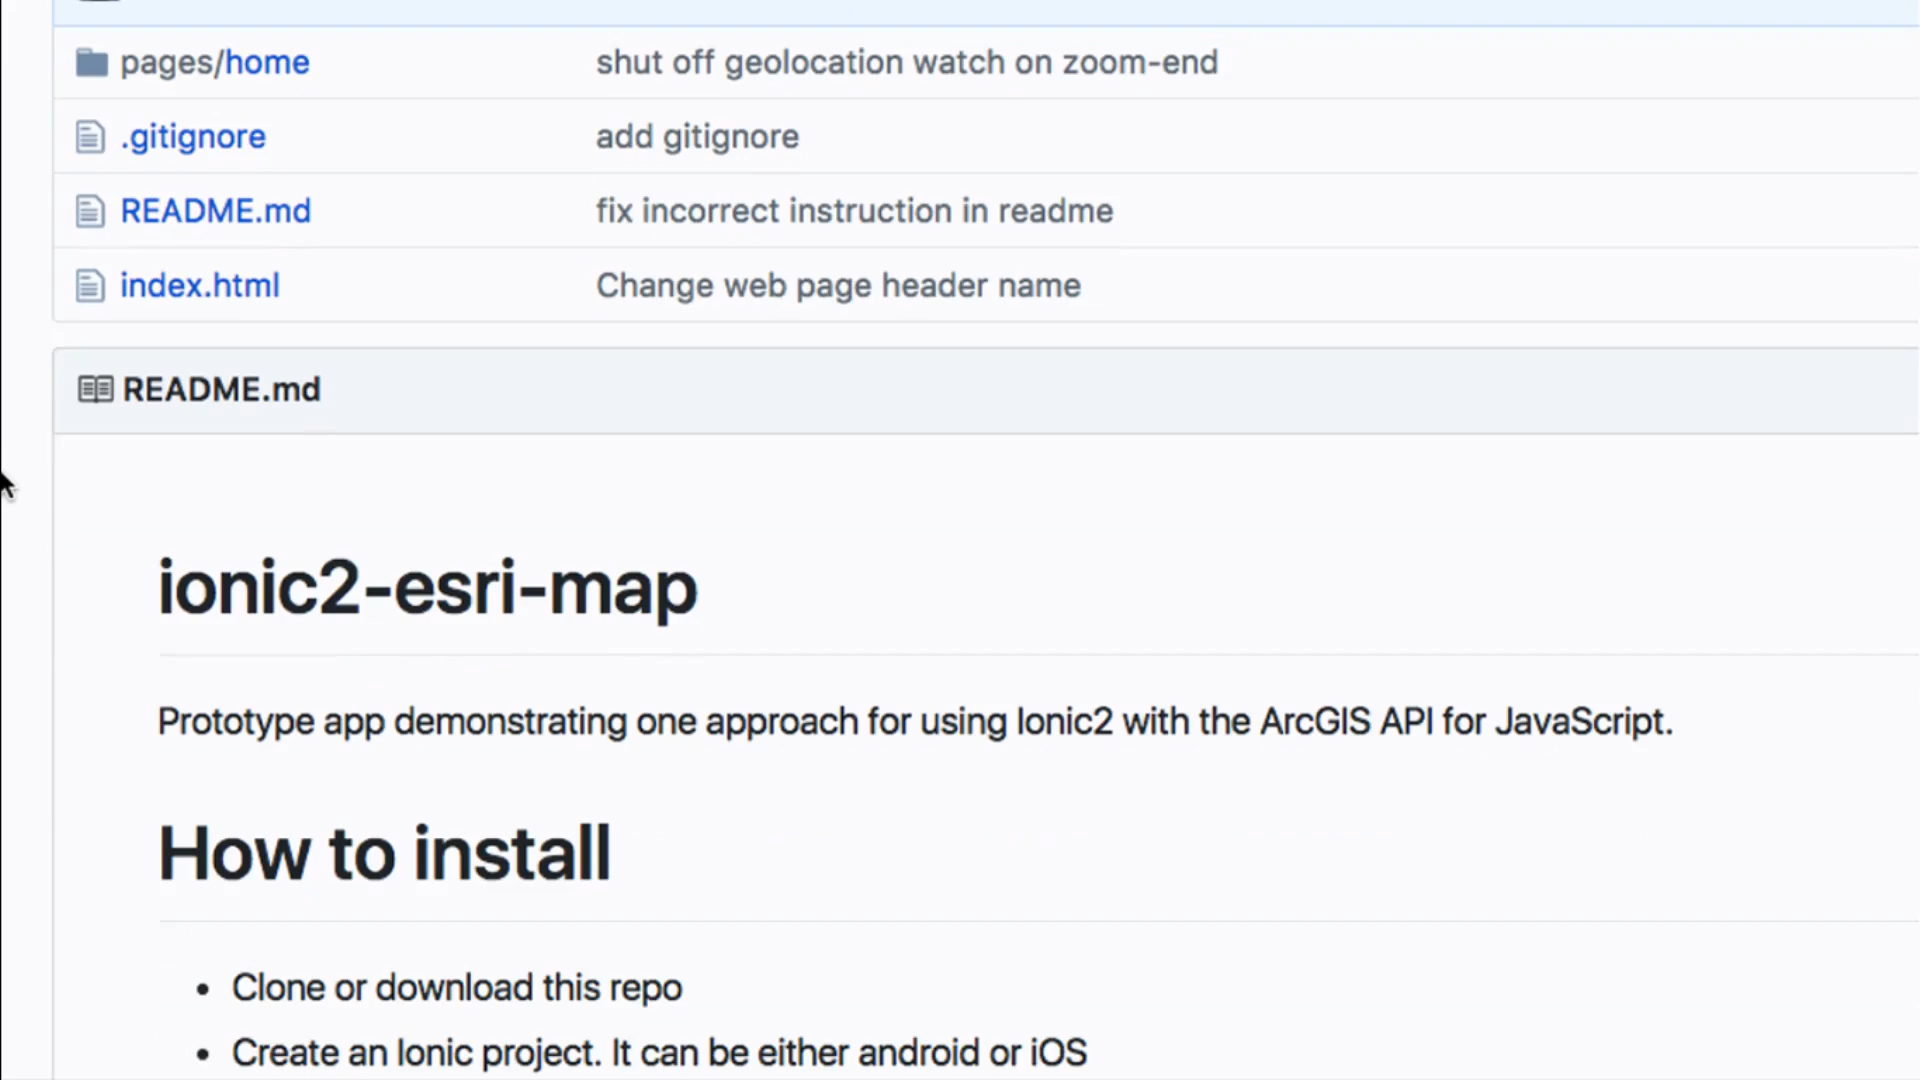 pages/home shut off geolocation watch on zoom-end
.gitignore add gitignore
README.md fix incorrect instruction in readme
index.html Change web page header name
README.md
ionic2-esri-map
Prototype app demonstrating one approach for using Ionic2 with the ArcGIS API for JavaScript.
How to install
• Clone or download this repo
• Create an Ionic project. It can be either android or iOS